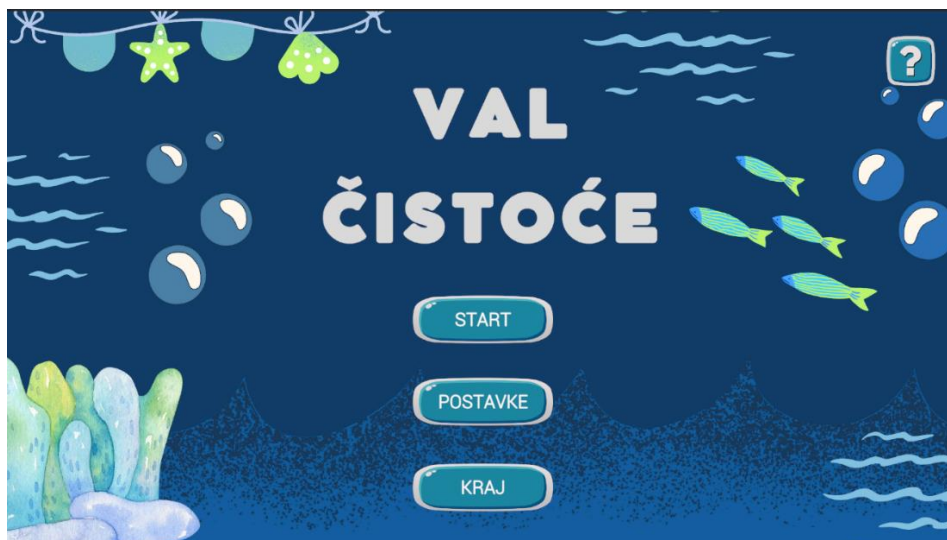 ?
VAL
ČISTOĆE
START
POSTAVKE
KRAJ